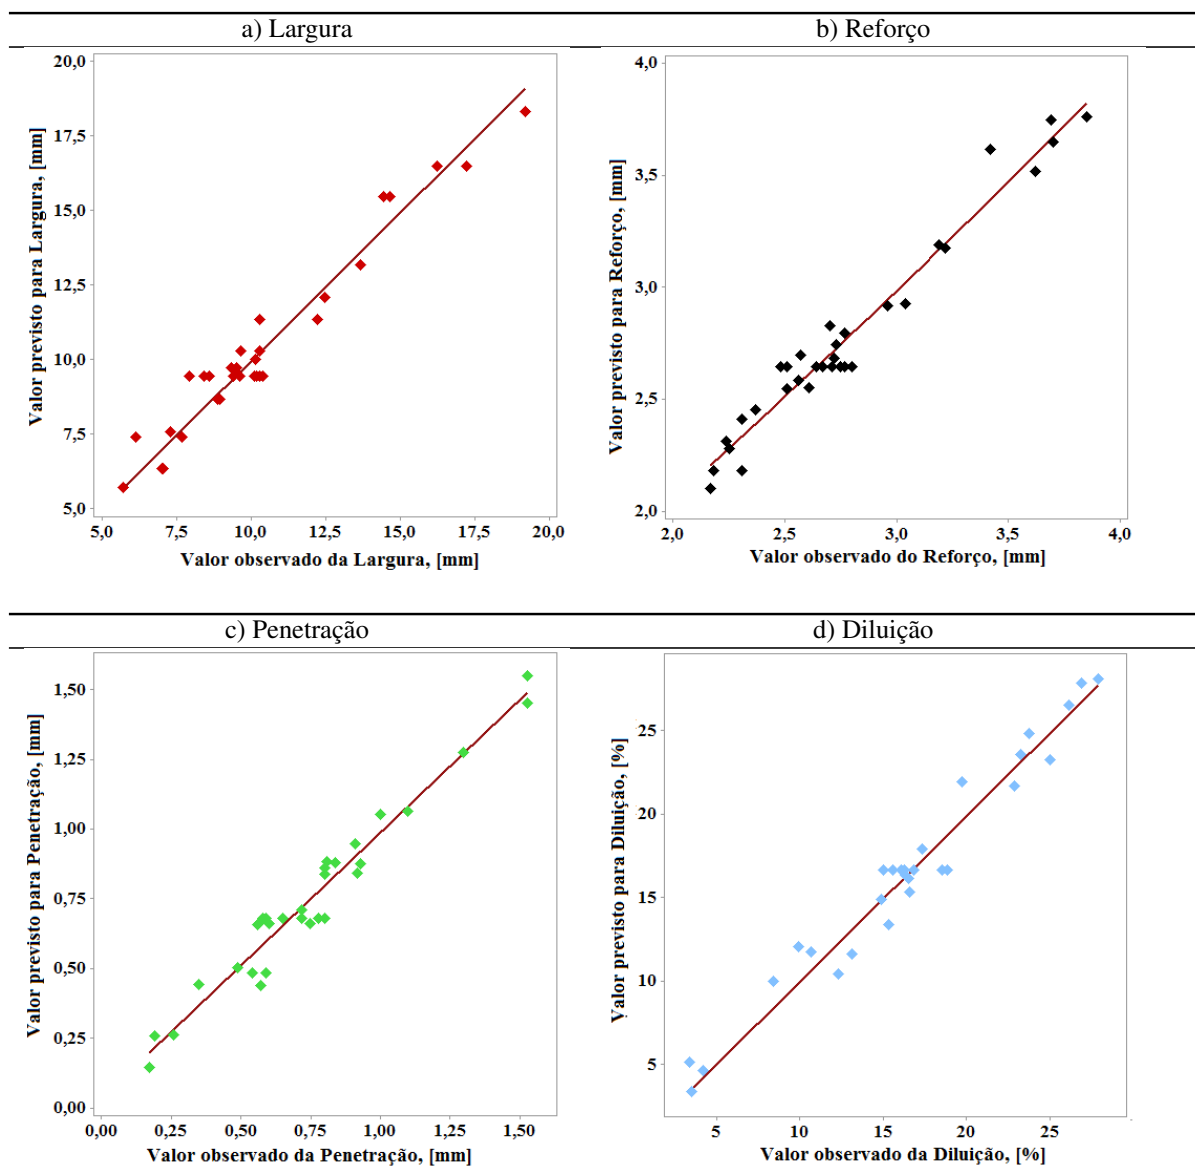 a) Largura
b) Reforço
Valor previsto para Largura, [mm]
20,0
17,5
15,0
12,5
10,0
7,5
5,0
5,0 7,5 10,0 12,5 15,0 17,5 20,0
Valor observado da Largura, [mm]
Valor previsto para Reforço, [mm]
4,0
3,5
3,0
2,5
2,0
2,0 2,5 3,0 3,5 4,0
Valor observado do Reforço, [mm]
c) Penetração
d) Diluição
Valor previsto para Penetração, [mm]
1,50
1,25
1,00
0,75
0,50
0,25
0,00
0,00 0,25 0,50 0,75 1,00 1,25 1,50
Valor observado da Penetração, [mm]
Valor previsto para Diluição, [%]
25
20
15
10
5
5 10 15 20 25
Valor observado da Diluição, [%]